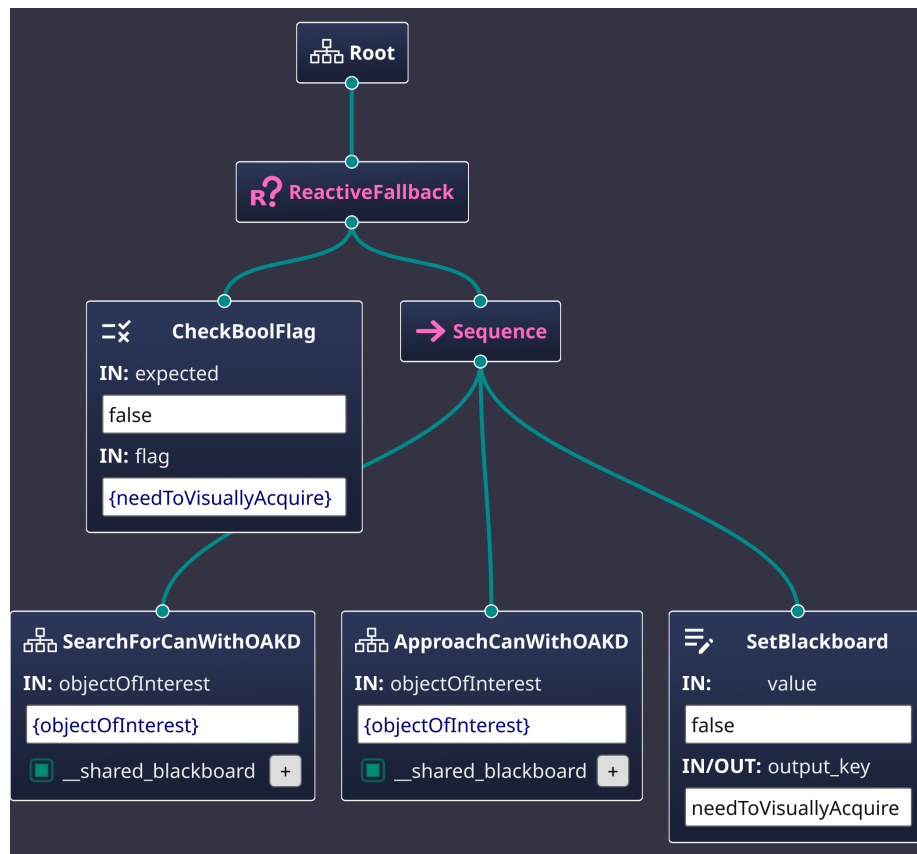 Root
R? ReactiveFallback
CheckBoolFlag
IN: expected
false
IN: flag
{needToVisuallyAcquire}
Sequence
SearchForCanWithOAKD
IN: objectOfInterest
{objectOfInterest}
__shared_blackboard +
ApproachCanWithOAKD
IN: objectOfInterest
{objectOfInterest}
__shared_blackboard +
SetBlackboard
IN: value
false
IN/OUT: output_key
needToVisuallyAcquire